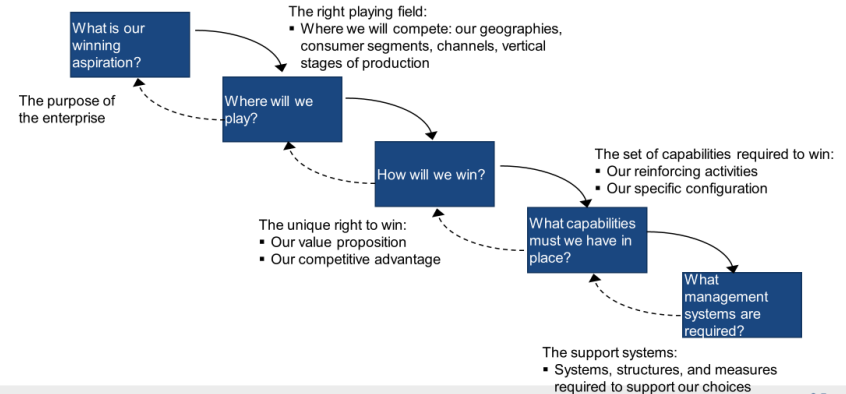 The right playing field:
▪ Where we will compete: our geographies,
consumer segments, channels, vertical
stages of production
What is our
winning
aspiration?
The purpose of
the enterprise
Where will we
play?
How will we win?
The set of capabilities required to win:
▪ Our reinforcing activities
▪ Our specific configuration
The unique right to win:
▪ Our value proposition
▪ Our competitive advantage
What capabilities
must we have in
place?
What
management
systems are
required?
The support systems:
▪ Systems, structures, and measures
required to support our choices